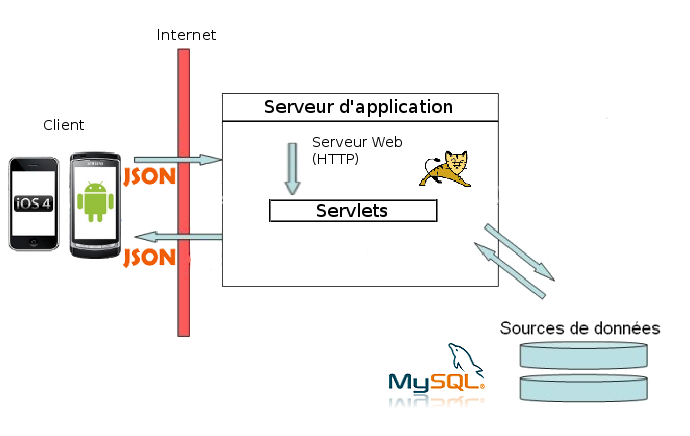 Internet
Serveur d'application
Client
Serveur Web
(HTTP)
JSON
iOS 4
Servlets
JSON
Sources de données
MySQL®